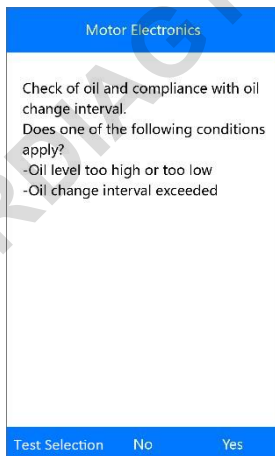 Motor Electronics
Check of oil and compliance with oil
change interval.
Does one of the following conditions
apply?
-Oil level too high or too low
-Oil change interval exceeded
Test Selection No Yes